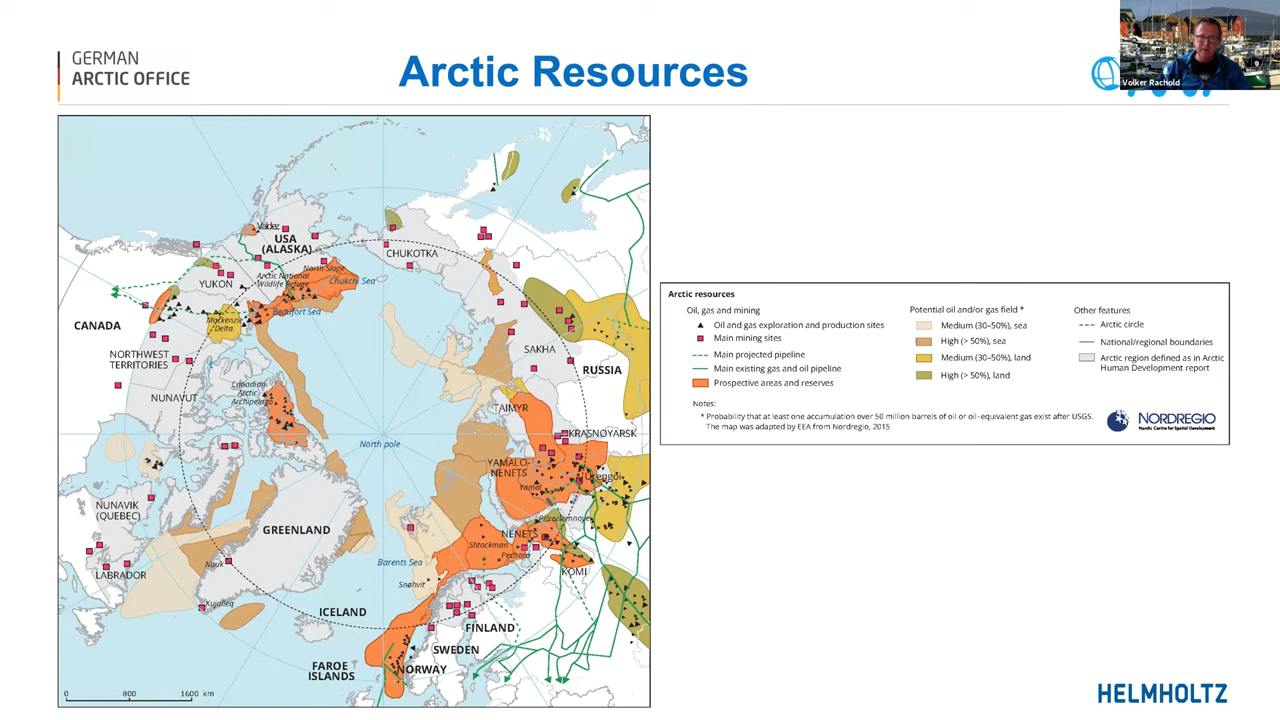 GERMAN
ARCTIC OFFICE
Arctic Resources
Volker Rachold
Valdez
USA
(ALASKA)
CHUKOTKA
North Slope
Arctic National
Wildlife Refuge
Chukchi Sea
YUKON
Beaufort Sea
Mackenzie
Delta
CANADA
NORTHWEST
TERRITORIES
SAKHA
RUSSIA
NUNAVUT
Canadian
Arctic
Archipelago
TAIMYR
North pole
KRASNOYARSK
YAMALO-
NENETS
Urengoi
Yamal
NUNAVIK
(QUEBEC)
GREENLAND
Prirazlomnoye
NENETS
Shtockman
Pechora
Barents Sea
KOMI
Nuuk
LABRADOR
Snøhvit
Kujalleq
ICELAND
FINLAND
SWEDEN
FAROE
ISLANDS
NORWAY
0 800 1600 km
Arctic resources
Oil, gas and mining
Oil and gas exploration and production sites
Main mining sites
Main projected pipeline
Main existing gas and oil pipeline
Prospective areas and reserves
Potential oil and/or gas field *
Medium (30–50%), sea
High (> 50%), sea
Medium (30–50%), land
High (> 50%), land
Other features
Arctic circle
National/regional boundaries
Arctic region defined as in Arctic
Human Development report
Notes:
* Probability that at least one accumulation over 50 million barrels of oil or oil-equivalent gas exist after USGS.
The map was adapted by EEA from Nordregio, 2015
NORDREGIO
Nordic Centre for Spatial Development
HELMHOLTZ